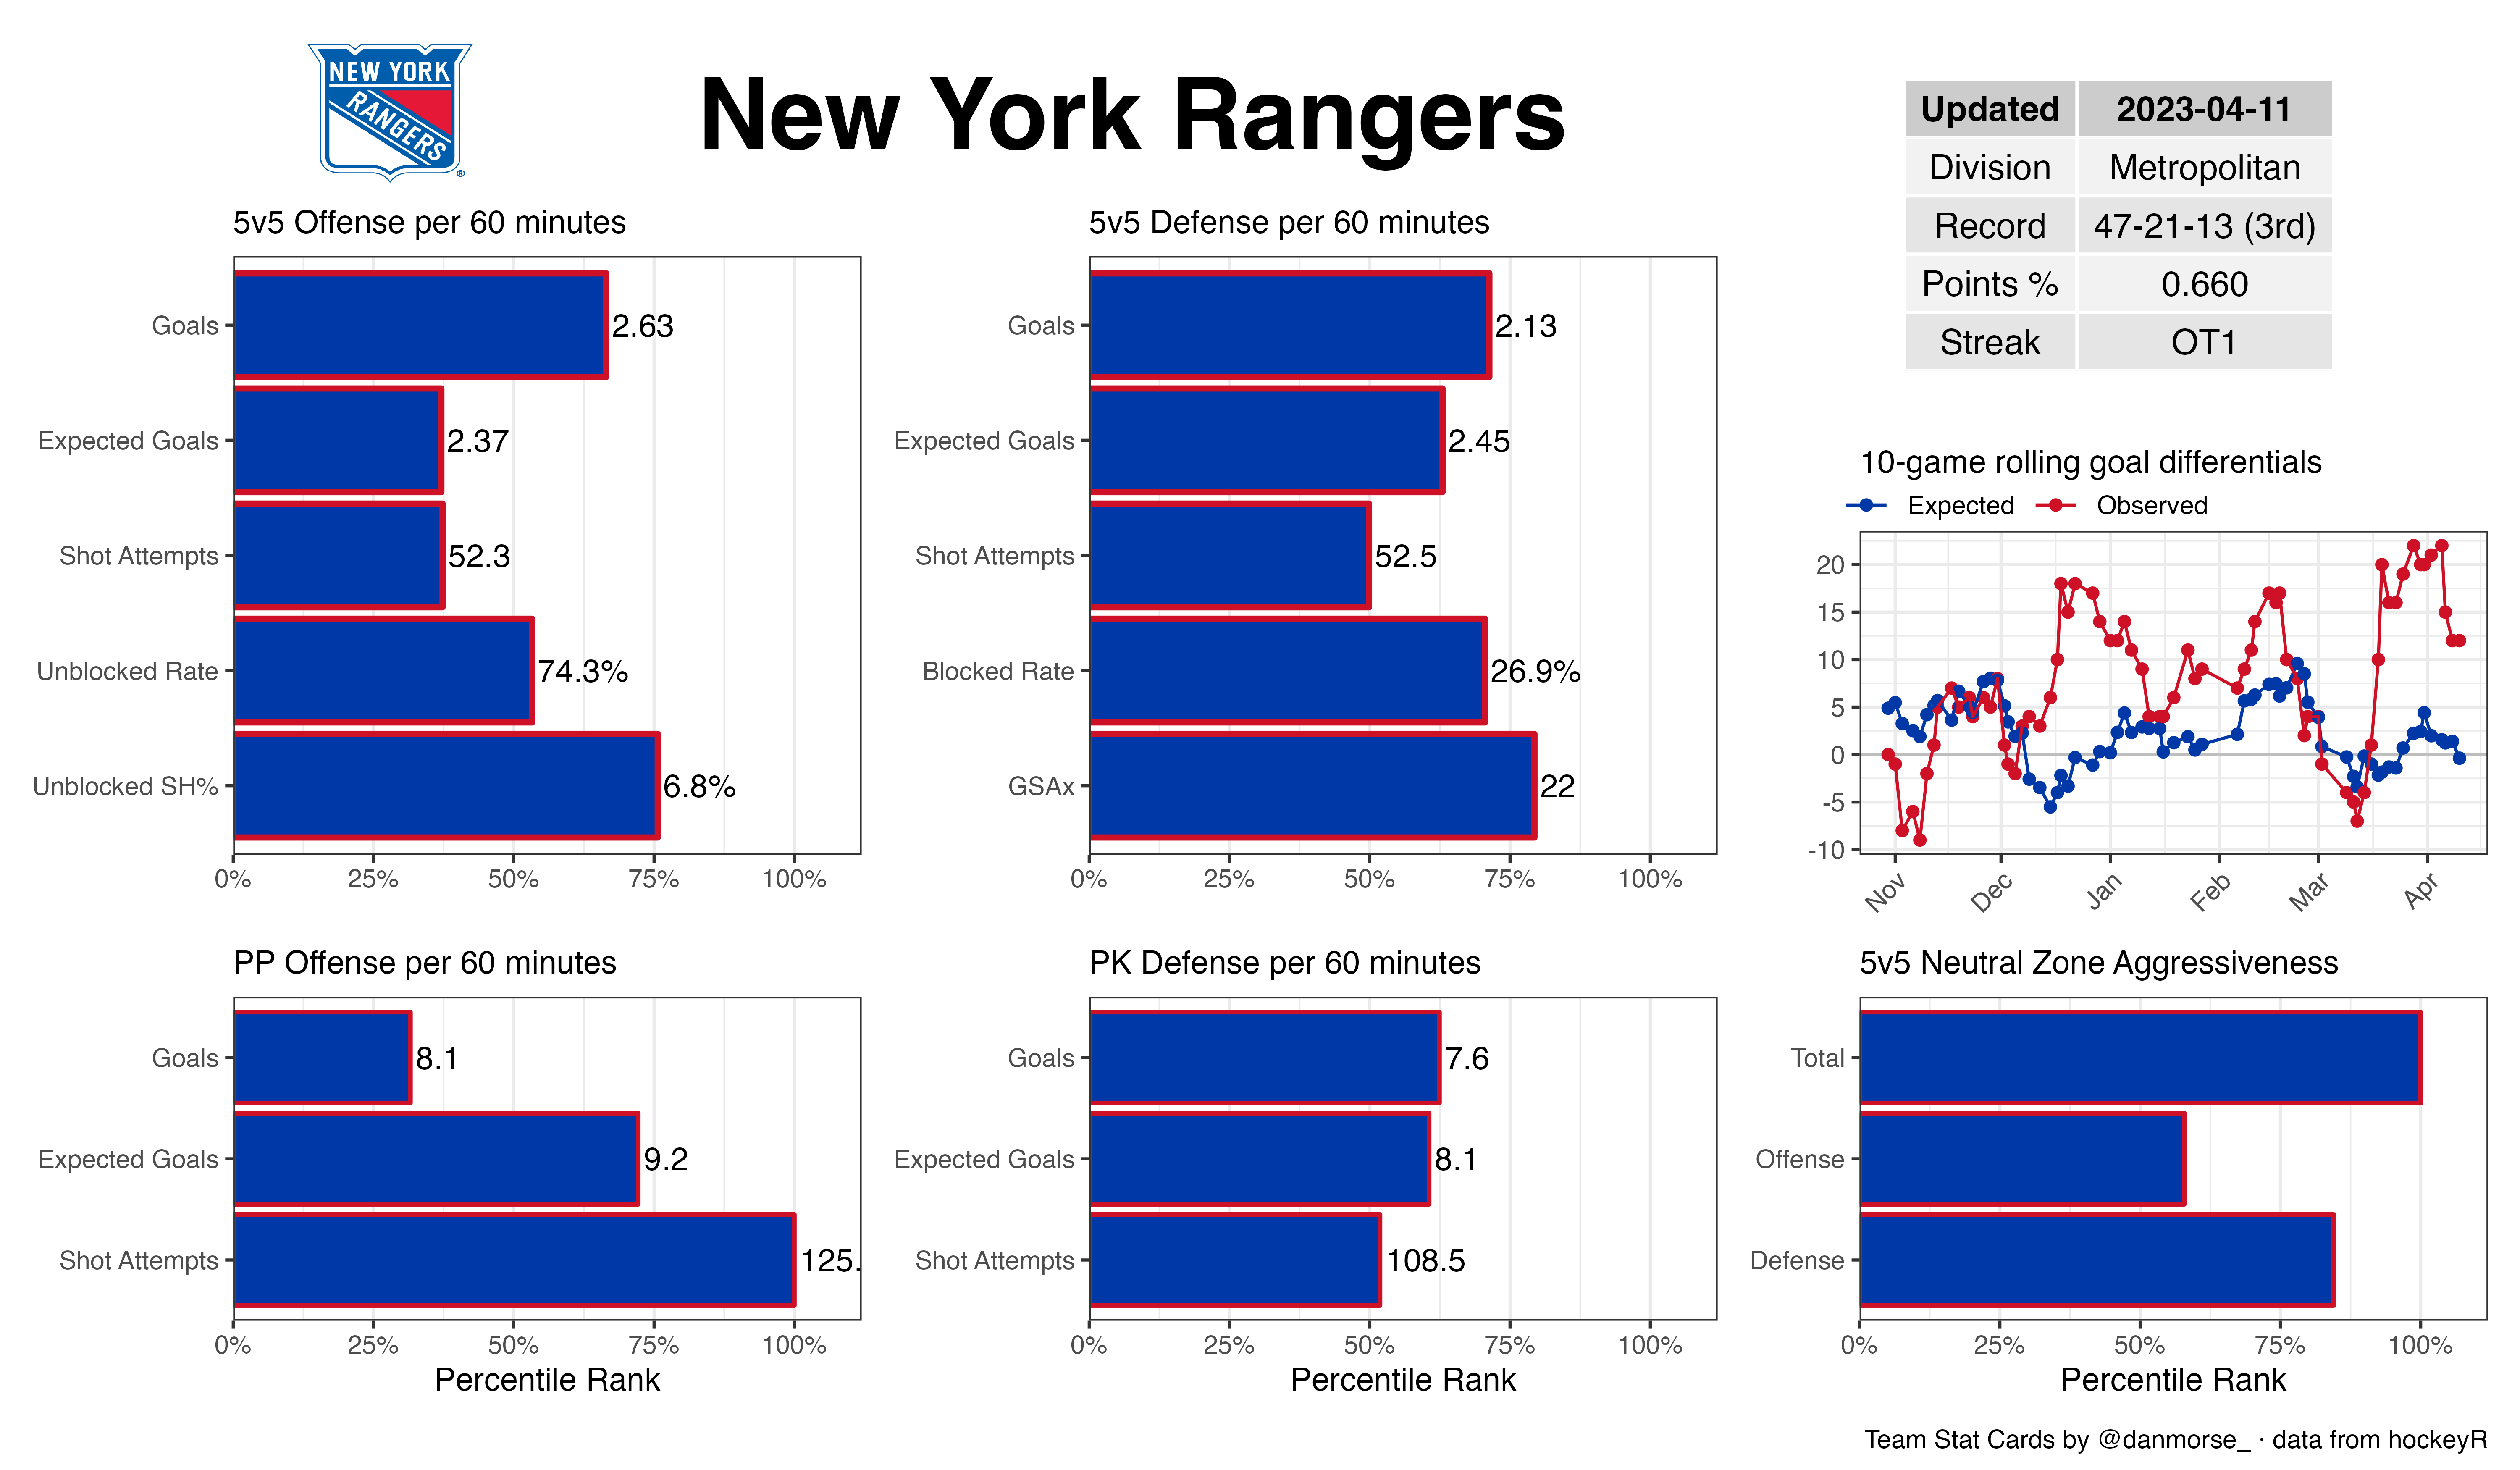 NEW YORK
RANGERS
®
New York Rangers
Updated 2023-04-11
Division Metropolitan
Record 47-21-13 (3rd)
Points % 0.660
Streak OT1
5v5 Offense per 60 minutes
Goals 2.63
Expected Goals 2.37
Shot Attempts 52.3
Unblocked Rate 74.3%
Unblocked SH% 6.8%
0% 25% 50% 75% 100%
5v5 Defense per 60 minutes
Goals 2.13
Expected Goals 2.45
Shot Attempts 52.5
Blocked Rate 26.9%
GSAx 22
0% 25% 50% 75% 100%
10-game rolling goal differentials
Expected Observed
20
15
10
5
0
-5
-10
Nov Dec Jan Feb Mar Apr
PP Offense per 60 minutes
Goals 8.1
Expected Goals 9.2
Shot Attempts 125.
0% 25% 50% 75% 100%
Percentile Rank
PK Defense per 60 minutes
Goals 7.6
Expected Goals 8.1
Shot Attempts 108.5
0% 25% 50% 75% 100%
Percentile Rank
5v5 Neutral Zone Aggressiveness
Total
Offense
Defense
0% 25% 50% 75% 100%
Percentile Rank
Team Stat Cards by @danmorse_ · data from hockeyR